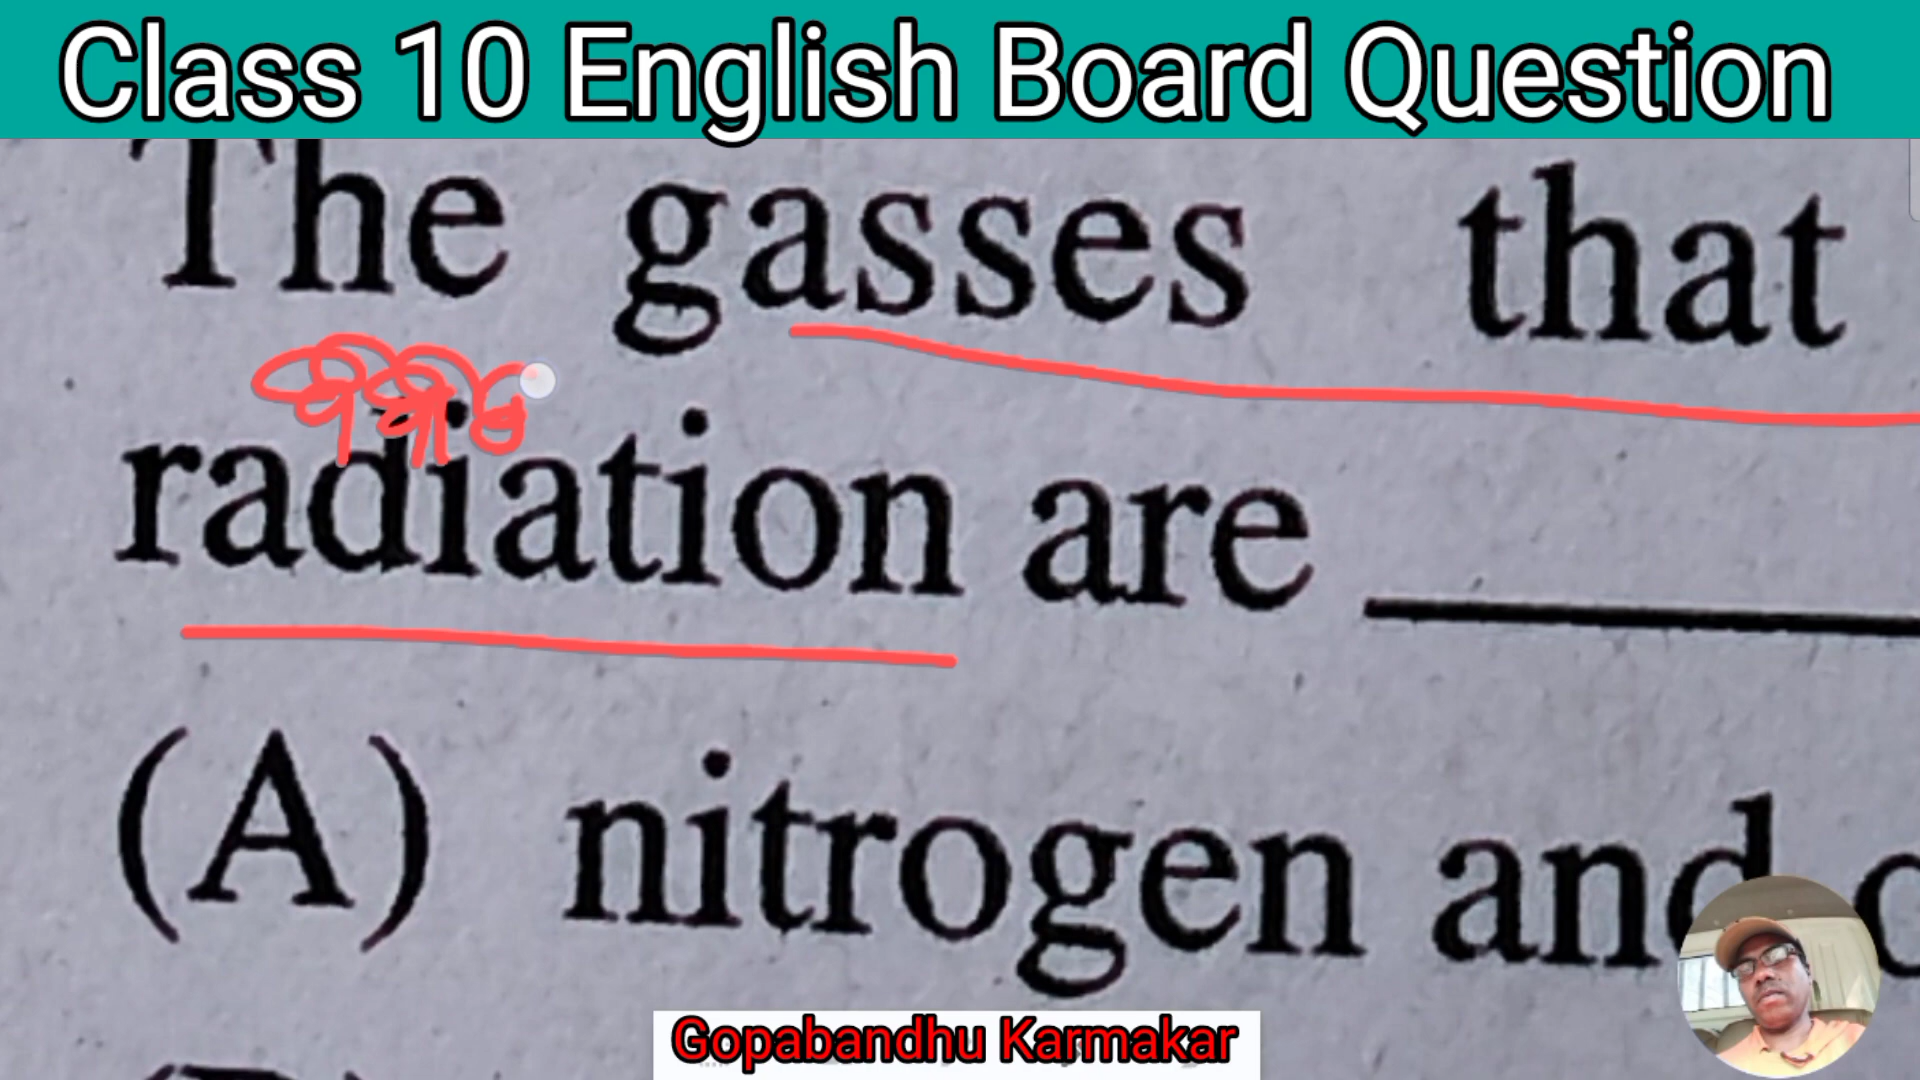 Class 10 English Board Question
The gasses that
radiation are
(A) nitrogen and
Gopabandhu Karmakar